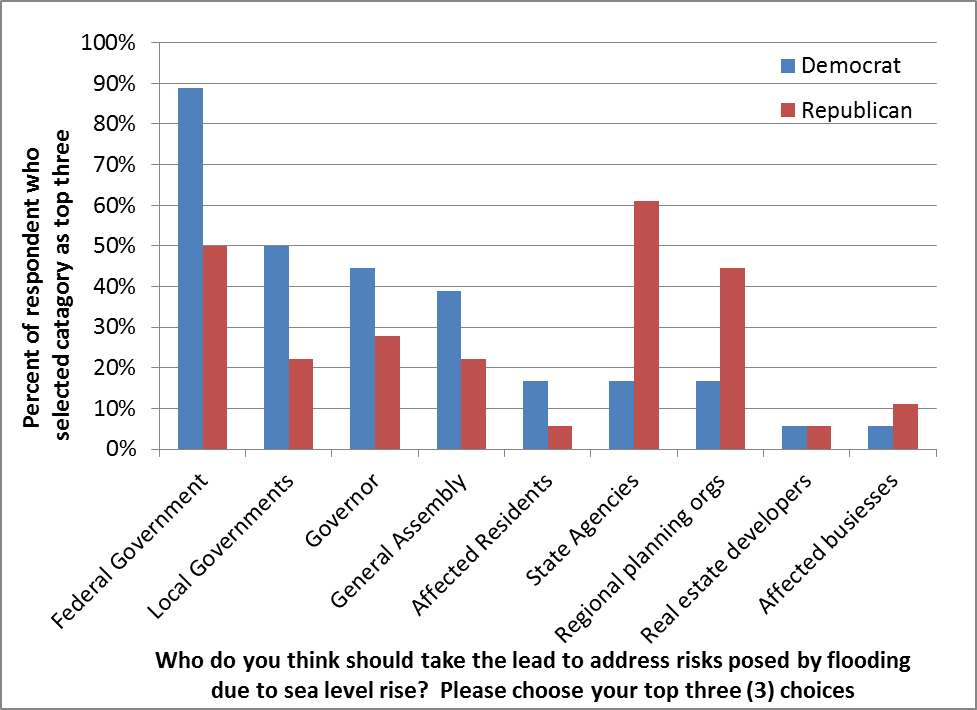 Percent of respondent who
selected catagory as top three
100%
90%
80%
70%
60%
50%
40%
30%
20%
10%
0%
Democrat
Republican
Federal Government
Local Governments
Governor
General Assembly
Affected Residents
State Agencies
Regional planning orgs
Real estate developers
Affected busiesses
Who do you think should take the lead to address risks posed by flooding
due to sea level rise?  Please choose your top three (3) choices